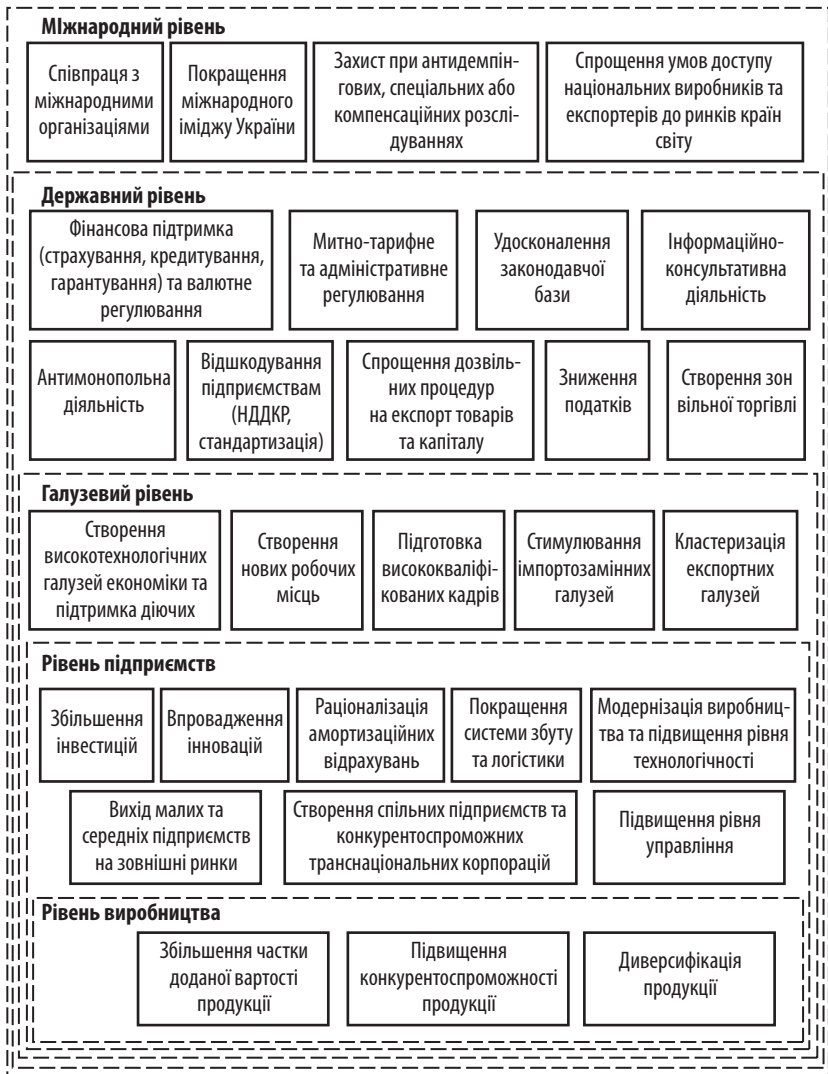 МІжнародний рівень
Співпраця з
міжнародними
організаціями
Покращення
міжнародного
іміджу України
Захист при антидемпін-
гових, спеціальних або
компенсаційних розслі-
дуваннях
Спрощення умов доступу
національних виробників та
експортерів до ринків країн
світу
Державний рівень
Фінансова підтримка
(страхування, кредитування,
гарантування) та валютне
регулювання
Митно-тарифне
та адміністративне
регулювання
Удосконалення
законодавчої
бази
Інформаційно-
консультативна
діяльність
Антимонопольна
діяльність
Відшкодування
підприємствам
(НДДКР,
стандартизація)
Спрощення дозвіль-
них процедур
на експорт товарів
та капіталу
Зниження
податків
Створення зон
вільної торгівлі
Галузевий рівень
Створення
високотехнологічних
галузей економіки та
підтримка діючих
Створення
нових робочих
місць
Підготовка
висококваліфі-
кованих кадрів
Стимулювання
імпортозамінних
галузей
Кластеризація
експортних
галузей
Рівень підприємств
Збільшення
інвестицій
Впровадження
інновацій
Раціоналізація
амортизаційних
відрахувань
Покращення
системи збуту
та логістики
Модернізація виробниц-
тва та підвищення рівня
технологічності
Вихід малих та
середніх підприємств
на зовнішні ринки
Створення спільних підприємств та
конкурентоспроможних
транснаціональних корпорацій
Підвищення рівня
управління
Рівень виробництва
Збільшення частки
доданої вартості
продукції
Підвищення
конкурентоспроможності
продукції
Диверсифікація
продукції